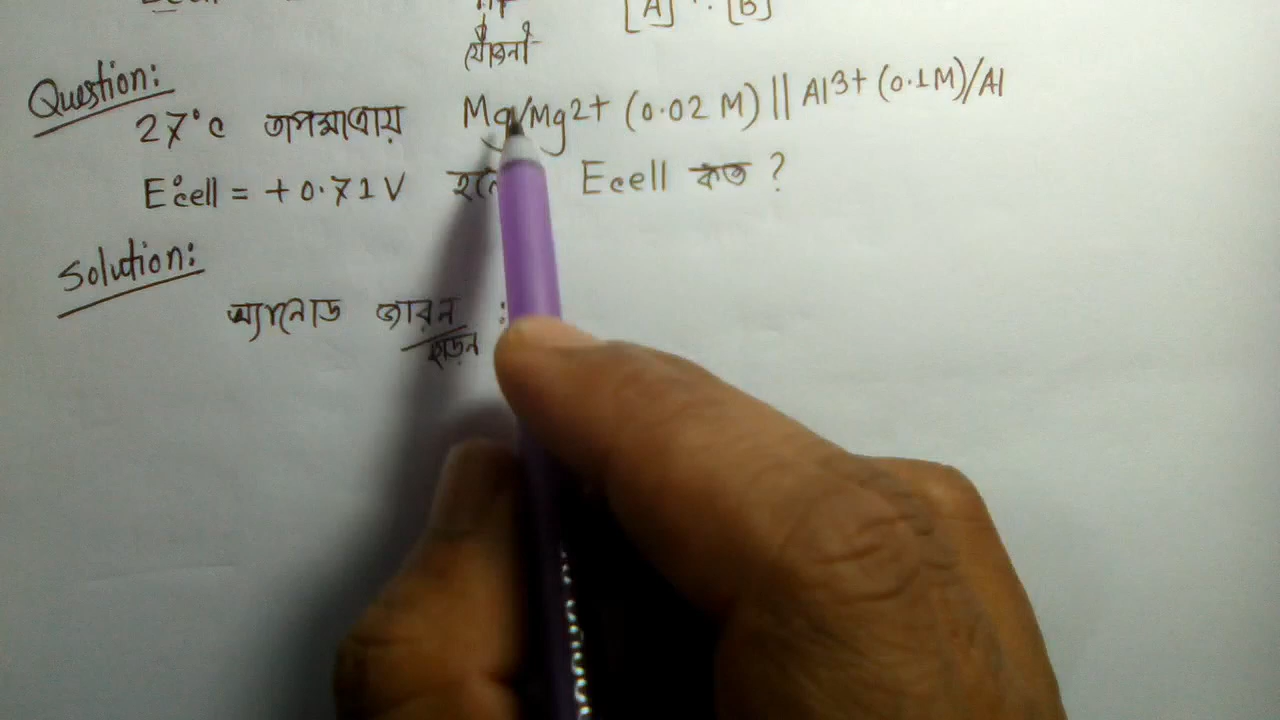 [A] [B]
যোজনী
Question:
27°C তাপমাত্রায় Mg/Mg2+ (0.02 M) || Al3+ (0.1M)/Al
E°cell = +0.71V হলে Ecell কত ?
Solution:
অ্যানোড জারন :
ছাড়ন